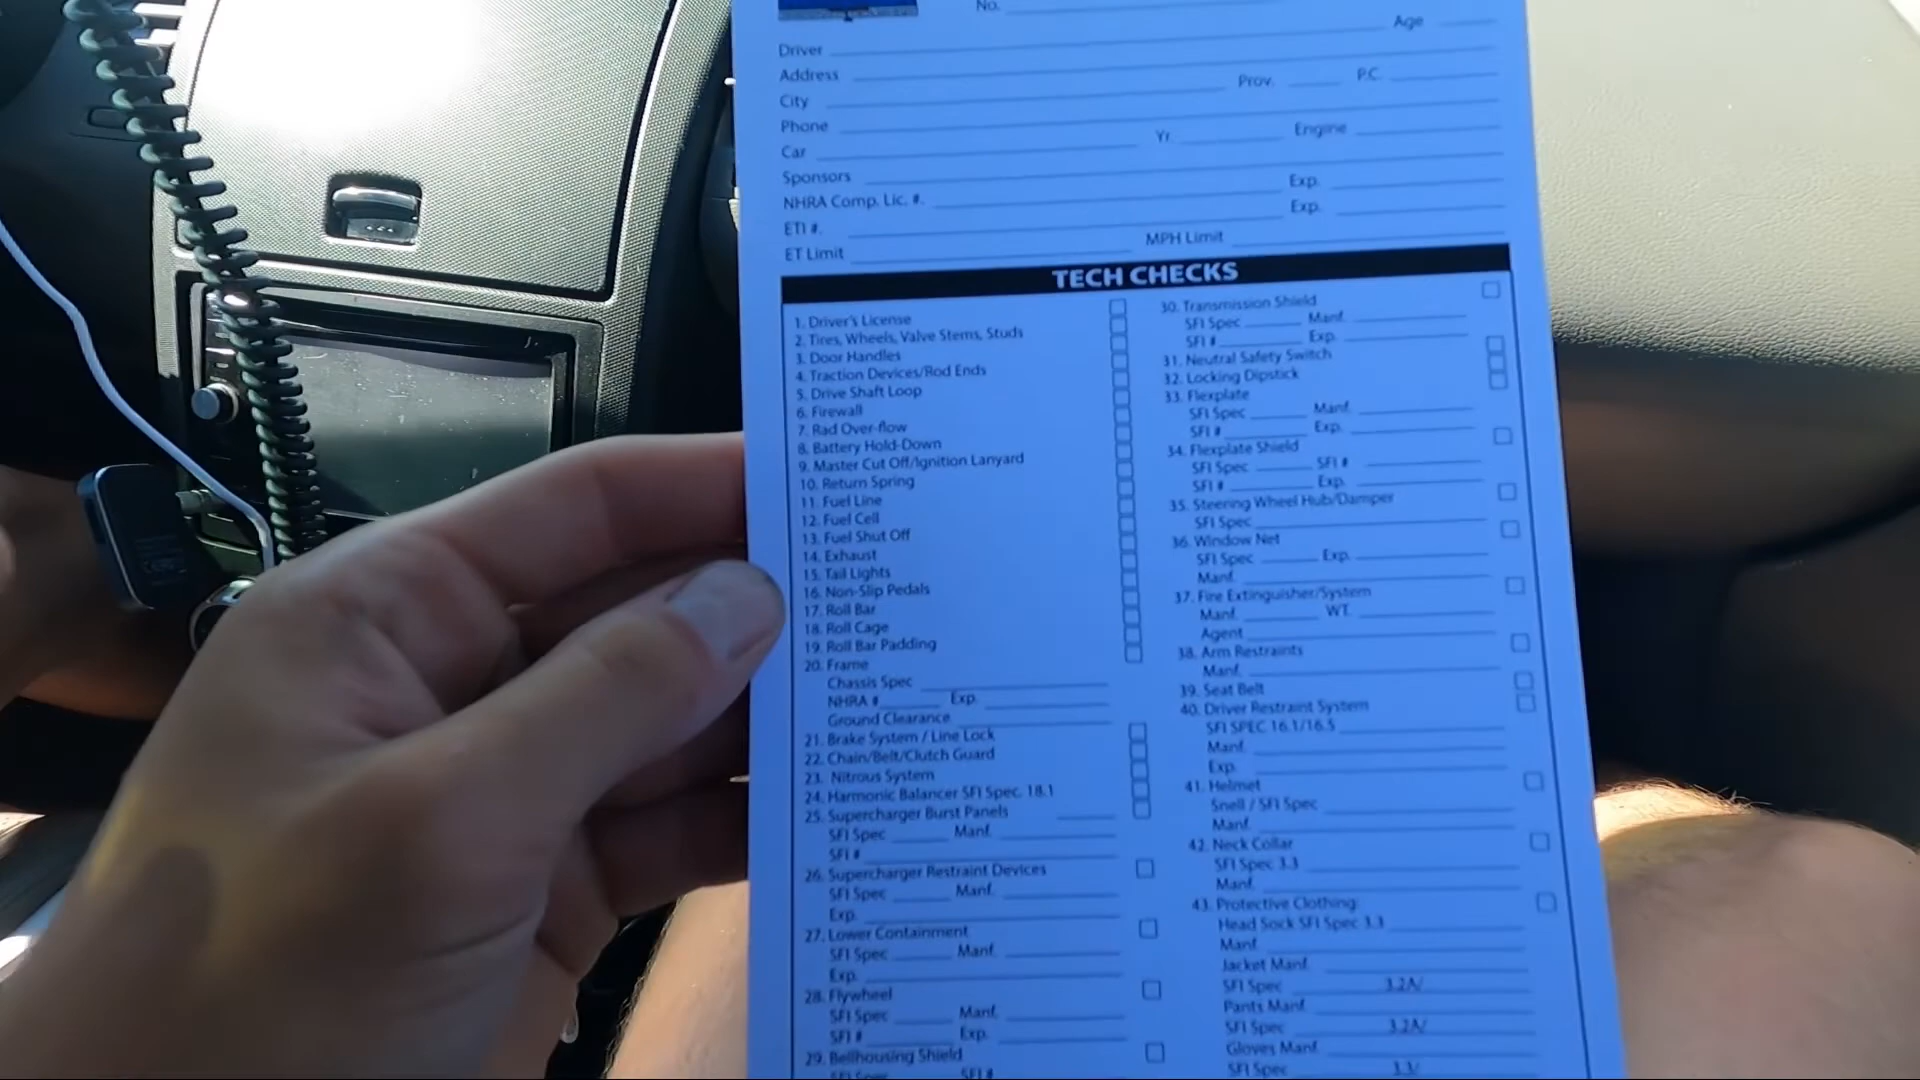 No.
Age
Driver
Address
Prov. P.C.
City
Phone
Yr. Engine
Car
Sponsors
Exp.
NHRA Comp. Lic. #.
Exp.
ETI #.
MPH Limit
ET Limit
TECH CHECKS
1. Driver's License
2. Tires, Wheels, Valve Stems, Studs
3. Door Handles
4. Traction Devices/Rod Ends
5. Drive Shaft Loop
6. Firewall
7. Rad Over-flow
8. Battery Hold-Down
9. Master Cut Off/Ignition Lanyard
10. Return Spring
11. Fuel Line
12. Fuel Cell
13. Fuel Shut Off
14. Exhaust
15. Tail Lights
16. Non-Slip Pedals
17. Roll Bar
18. Roll Cage
19. Roll Bar Padding
20. Frame
Chassis Spec
NHRA # Exp.
Ground Clearance
21. Brake System / Line Lock
22. Chain/Belt/Clutch Guard
23. Nitrous System
24. Harmonic Balancer SFI Spec. 18.1
25. Supercharger Burst Panels
SFI Spec Manf.
SFI #
26. Supercharger Restraint Devices
SFI Spec Manf.
Exp.
27. Lower Containment
SFI Spec Manf.
Exp.
28. Flywheel
SFI Spec Manf.
SFI # Exp.
29. Bellhousing Shield
SFI Spec SFI #
30. Transmission Shield
SFI Spec Manf.
SFI # Exp.
31. Neutral Safety Switch
32. Locking Dipstick
33. Flexplate
SFI Spec Manf.
SFI # Exp.
34. Flexplate Shield
SFI Spec SFI #
SFI # Exp.
35. Steering Wheel Hub/Damper
SFI Spec
36. Window Net
SFI Spec Exp.
Manf.
37. Fire Extinguisher/System
Manf. WT.
Agent
38. Arm Restraints
Manf.
39. Seat Belt
40. Driver Restraint System
SFI SPEC 16.1/16.5
Manf.
Exp.
41. Helmet
Snell / SFI Spec
Manf.
42. Neck Collar
SFI Spec 3.3
Manf.
43. Protective Clothing:
Head Sock SFI Spec 3.3
Manf.
Jacket Manf.
SFI Spec 3.2A/
Pants Manf.
SFI Spec 3.2A/
Gloves Manf.
SFI Spec 3.3/